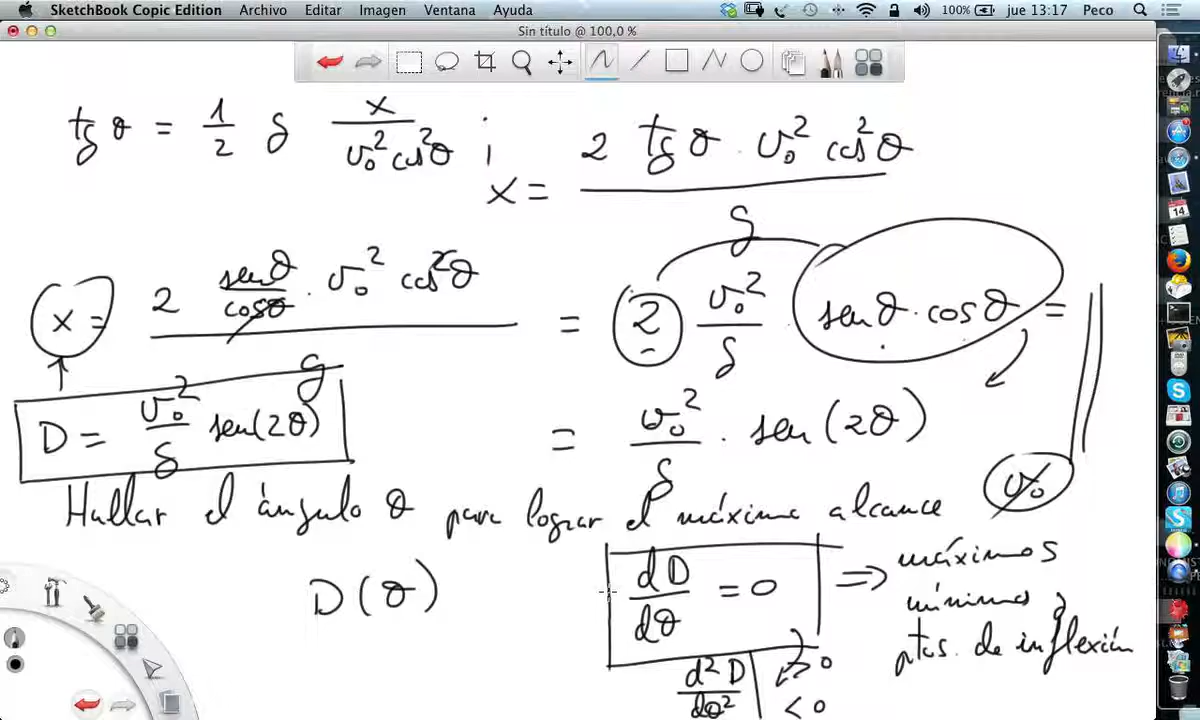 SketchBook Copic Edition Archivo Editar Imagen Ventana Ayuda 100% jue 13:17 Peco
Sin título @ 100,0 %
tg θ = 1/2 g x/(v₀² cos²θ) ; x = (2 tg θ · v₀² cos²θ)/g
x = (2 senθ/cosθ · v₀² cos²θ)/g = 2 v₀²/g · senθ · cosθ =
D = v₀²/g sen(2θ) = v₀²/g · sen(2θ)
v₀
Hallar el ángulo θ para lograr el máximo alcance
D(θ) dD/dθ = 0 ⇒ máximos
mínimos
ptos. de inflexión
d²D/dθ² > 0
< 0
14